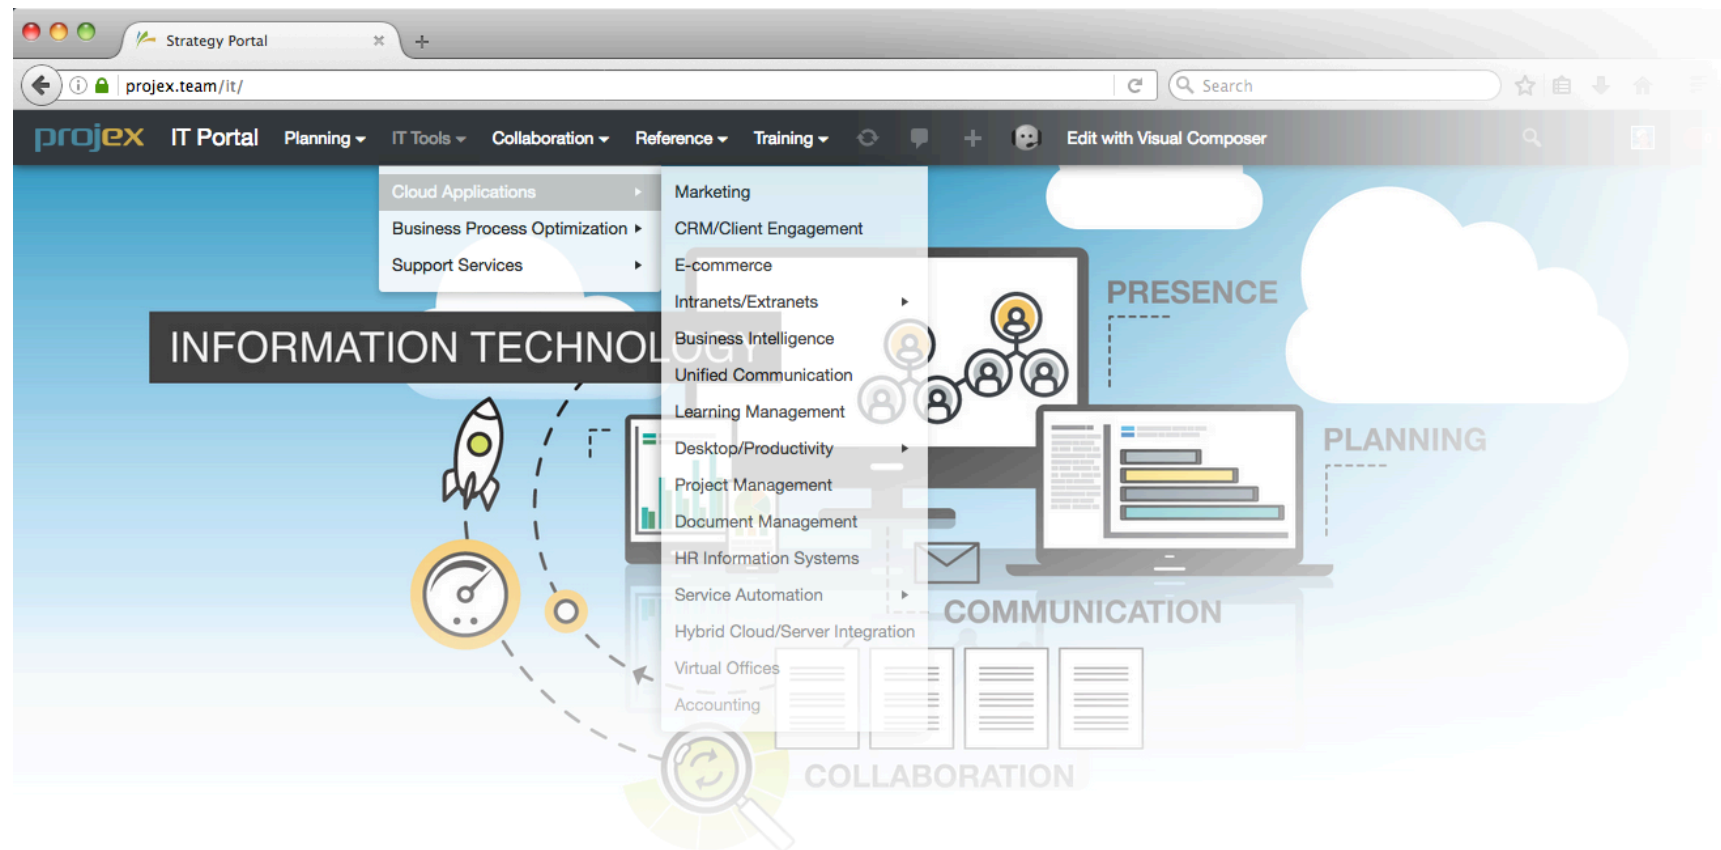 Strategy Portal
projex.team/it/
Search
projex IT Portal Planning IT Tools Collaboration Reference Training Edit with Visual Composer
Cloud Applications
Business Process Optimization
Support Services
Marketing
CRM/Client Engagement
E-commerce
Intranets/Extranets
Business Intelligence
Unified Communication
Learning Management
Desktop/Productivity
Project Management
Document Management
HR Information Systems
Service Automation
Hybrid Cloud/Server Integration
Virtual Offices
Accounting
INFORMATION TECHNOLOGY
PRESENCE
PLANNING
COMMUNICATION
COLLABORATION